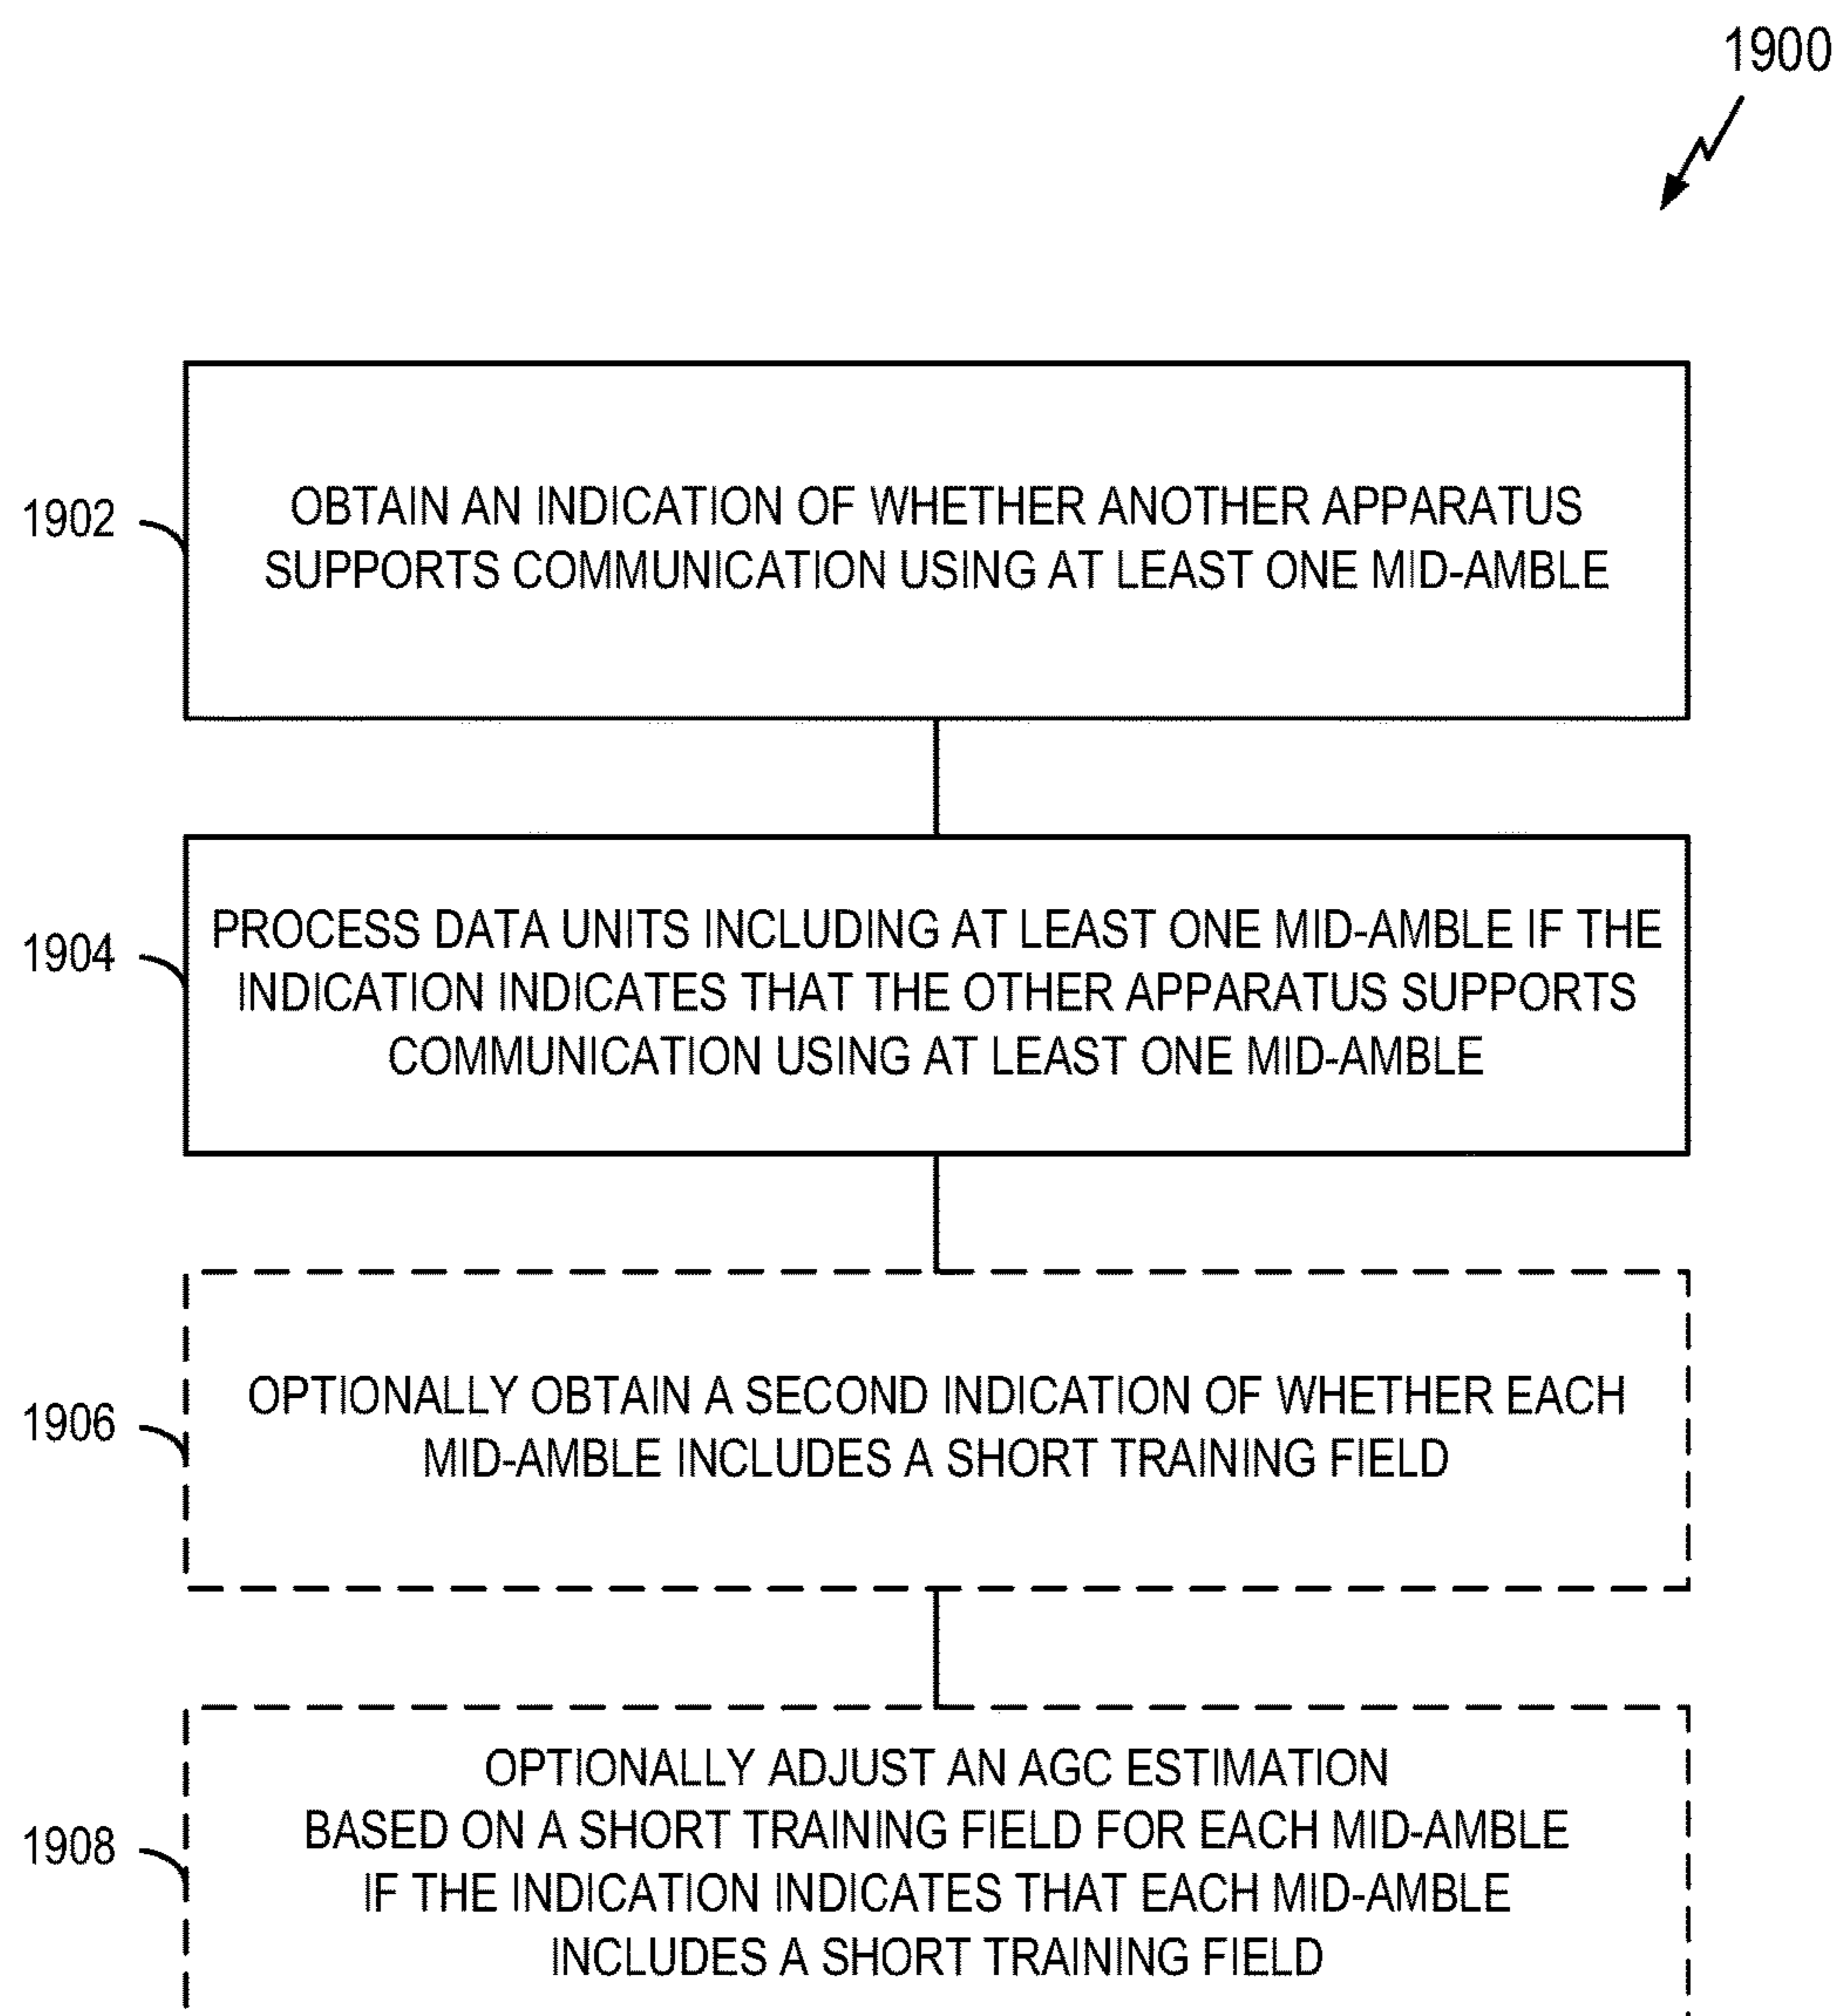 1900
1902
OBTAIN AN INDICATION OF WHETHER ANOTHER APPARATUS
SUPPORTS COMMUNICATION USING AT LEAST ONE MID-AMBLE
1904
PROCESS DATA UNITS INCLUDING AT LEAST ONE MID-AMBLE IF THE
INDICATION INDICATES THAT THE OTHER APPARATUS SUPPORTS
COMMUNICATION USING AT LEAST ONE MID-AMBLE
1906
OPTIONALLY OBTAIN A SECOND INDICATION OF WHETHER EACH
MID-AMBLE INCLUDES A SHORT TRAINING FIELD
1908
OPTIONALLY ADJUST AN AGC ESTIMATION
BASED ON A SHORT TRAINING FIELD FOR EACH MID-AMBLE
IF THE INDICATION INDICATES THAT EACH MID-AMBLE
INCLUDES A SHORT TRAINING FIELD